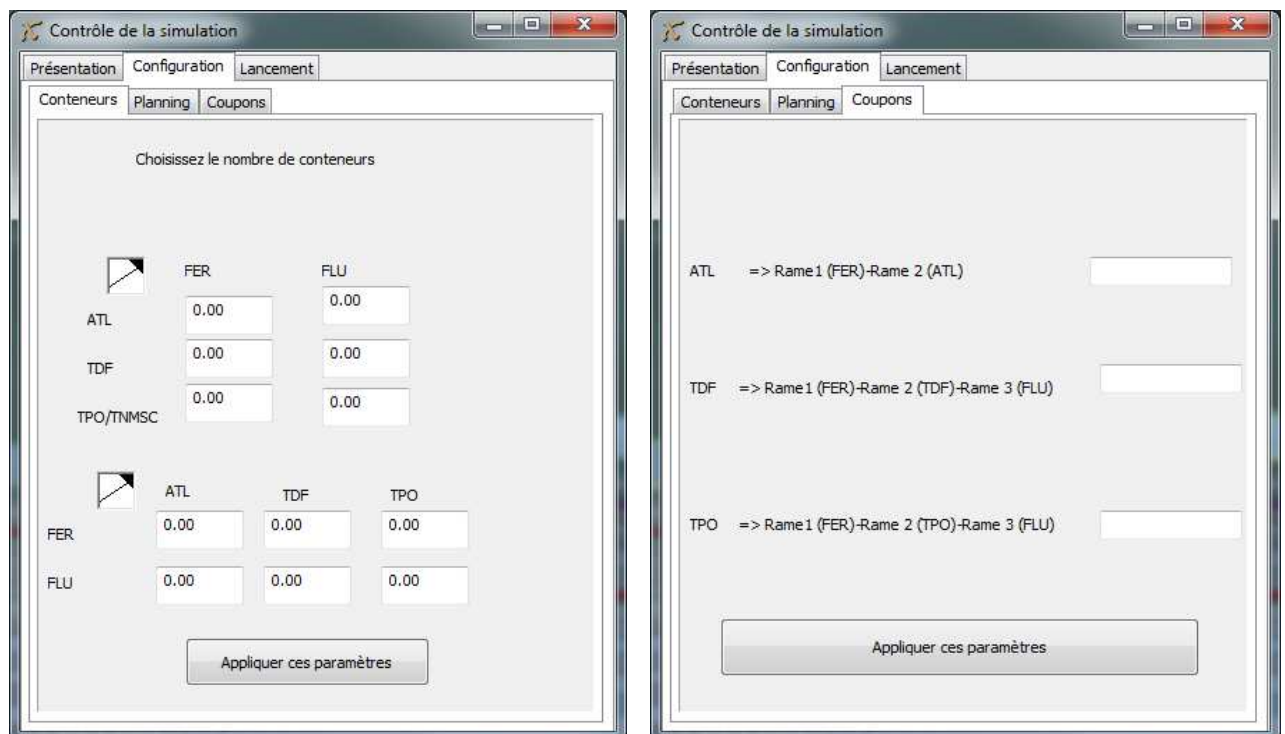 Contrôle de la simulation
Présentation Configuration Lancement
Conteneurs Planning Coupons
Choisissez le nombre de conteneurs
FER FLU
ATL 0.00 0.00
TDF 0.00 0.00
TPO/TNMSC 0.00 0.00
ATL TDF TPO
FER 0.00 0.00 0.00
FLU 0.00 0.00 0.00
Appliquer ces paramètres
Contrôle de la simulation
Présentation Configuration Lancement
Conteneurs Planning Coupons
ATL => Rame1 (FER)-Rame 2 (ATL)
TDF => Rame1 (FER)-Rame 2 (TDF)-Rame 3 (FLU)
TPO => Rame1 (FER)-Rame 2 (TPO)-Rame 3 (FLU)
Appliquer ces paramètres